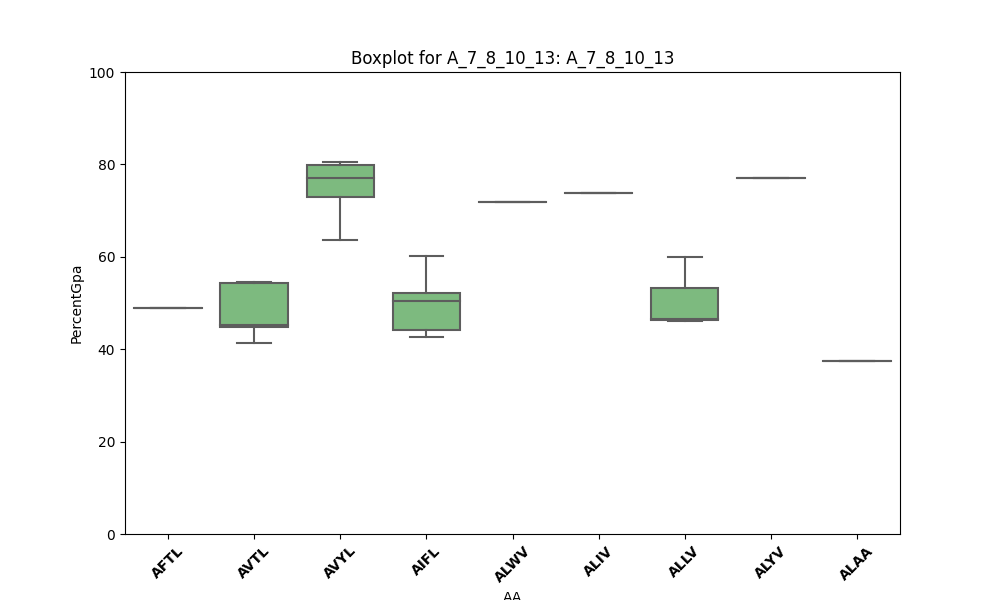 Boxplot for A_7_8_10_13: A_7_8_10_13
100
80
60
40
20
0
PercentGpa
AFTL
AVTL
AVYL
AIFL
ALWV
ALIV
ALLV
ALYV
ALAA
AA